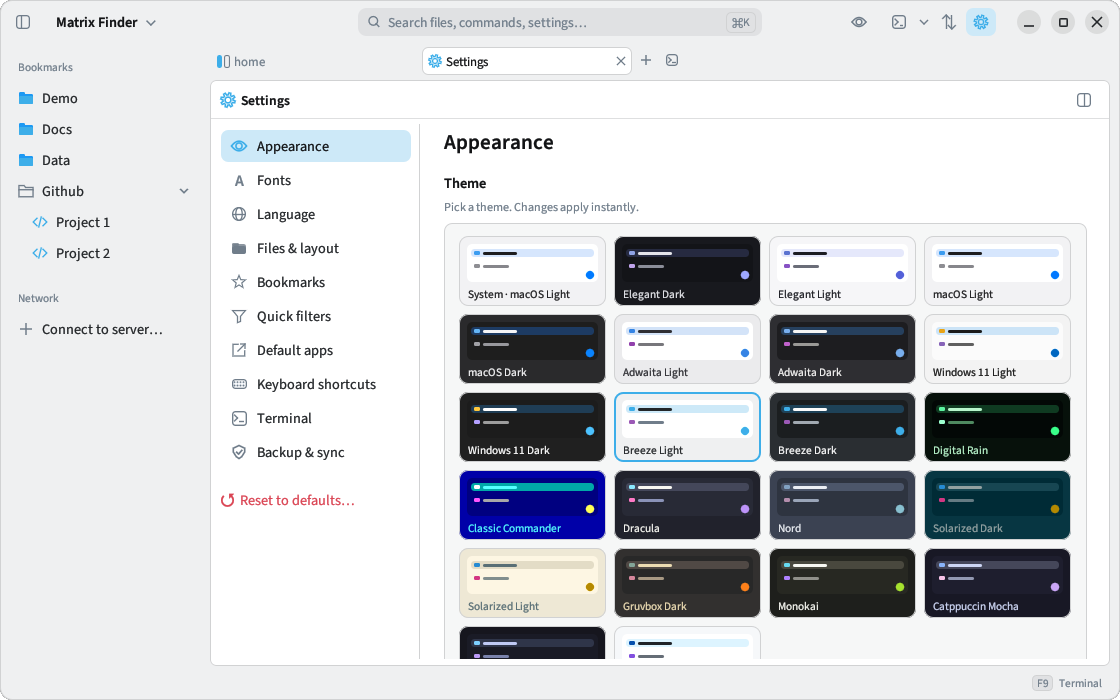 Matrix Finder
Search files, commands, settings…
⌘K
Bookmarks
Demo
Docs
Data
Github
Project 1
Project 2
Network
Connect to server…
home
Settings
Settings
Appearance
Fonts
Language
Files & layout
Bookmarks
Quick filters
Default apps
Keyboard shortcuts
Terminal
Backup & sync
Reset to defaults…
Appearance
Theme
Pick a theme. Changes apply instantly.
System · macOS Light
Elegant Dark
Elegant Light
macOS Light
macOS Dark
Adwaita Light
Adwaita Dark
Windows 11 Light
Windows 11 Dark
Breeze Light
Breeze Dark
Digital Rain
Classic Commander
Dracula
Nord
Solarized Dark
Solarized Light
Gruvbox Dark
Monokai
Catppuccin Mocha
F9 Terminal